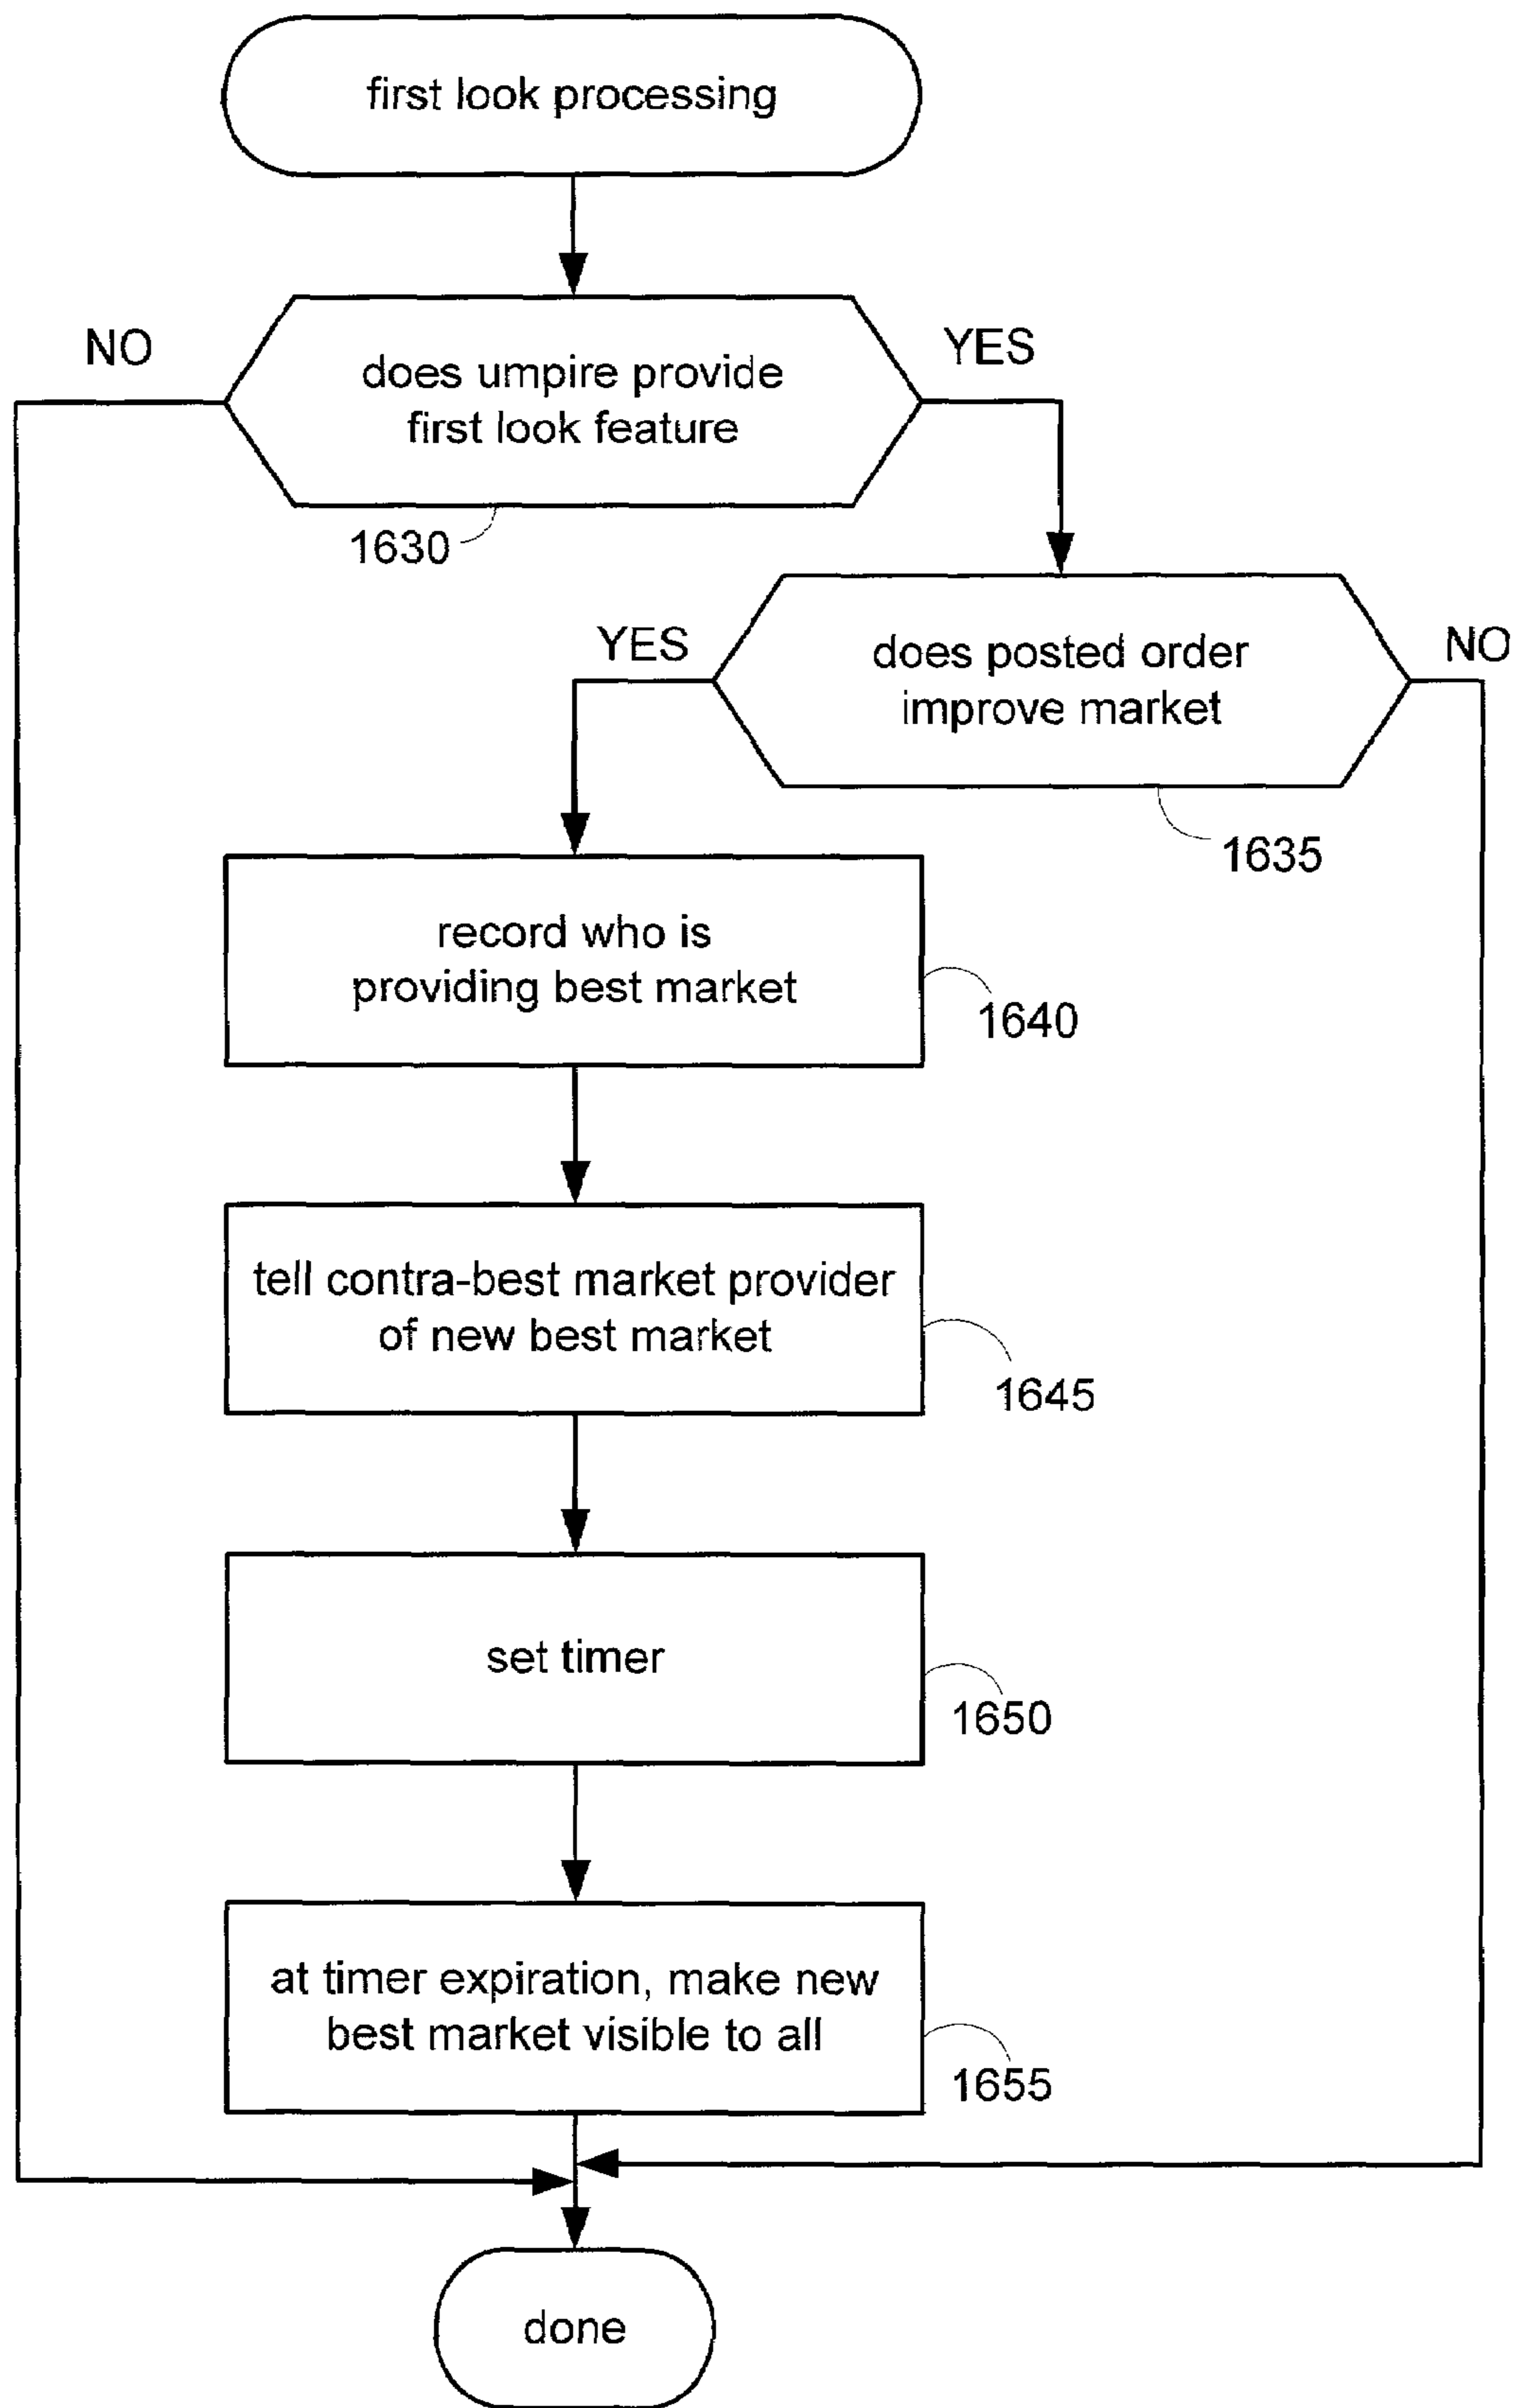 first look processing
NO
YES
does umpire provide
first look feature
1630
YES
NO
does posted order
improve market
1635
record who is
providing best market
1640
tell contra-best market provider
of new best market
1645
set timer
1650
at timer expiration, make new
best market visible to all
1655
done